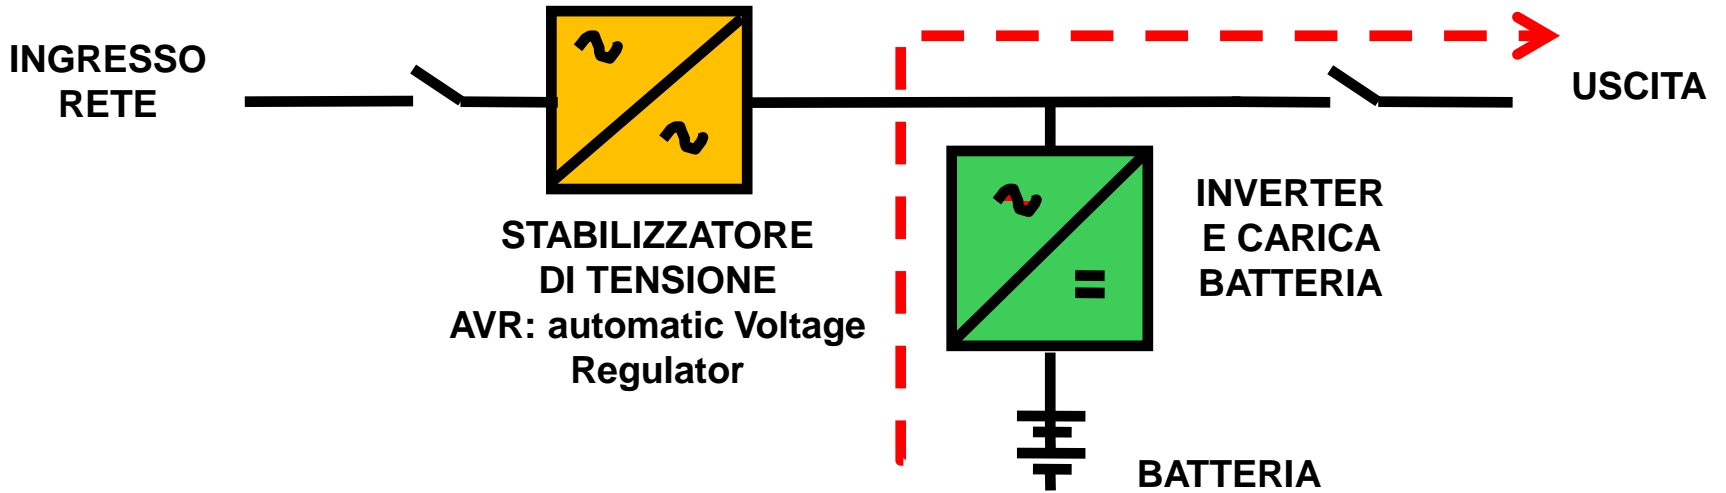 INGRESSO
RETE
STABILIZZATORE
DI TENSIONE
AVR: automatic Voltage
Regulator
USCITA
INVERTER
E CARICA
BATTERIA
BATTERIA